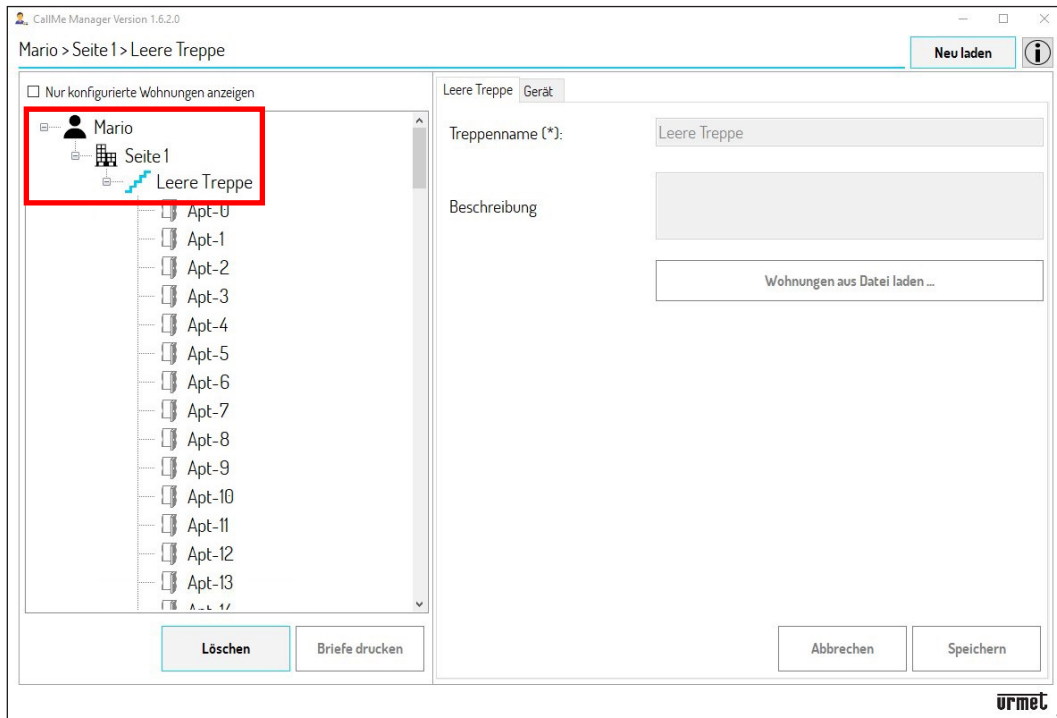 CallMe Manager Version 1.6.2.0
Mario > Seite 1 > Leere Treppe
Neu laden
Nur konfigurierte Wohnungen anzeigen
Mario
Seite 1
Leere Treppe
Apt-0
Apt-1
Apt-2
Apt-3
Apt-4
Apt-5
Apt-6
Apt-7
Apt-8
Apt-9
Apt-10
Apt-11
Apt-12
Apt-13
Apt-14
Löschen
Briefe drucken
Leere Treppe Gerät
Treppenname (*): Leere Treppe
Beschreibung
Wohnungen aus Datei laden ...
Abbrechen
Speichern
urmet